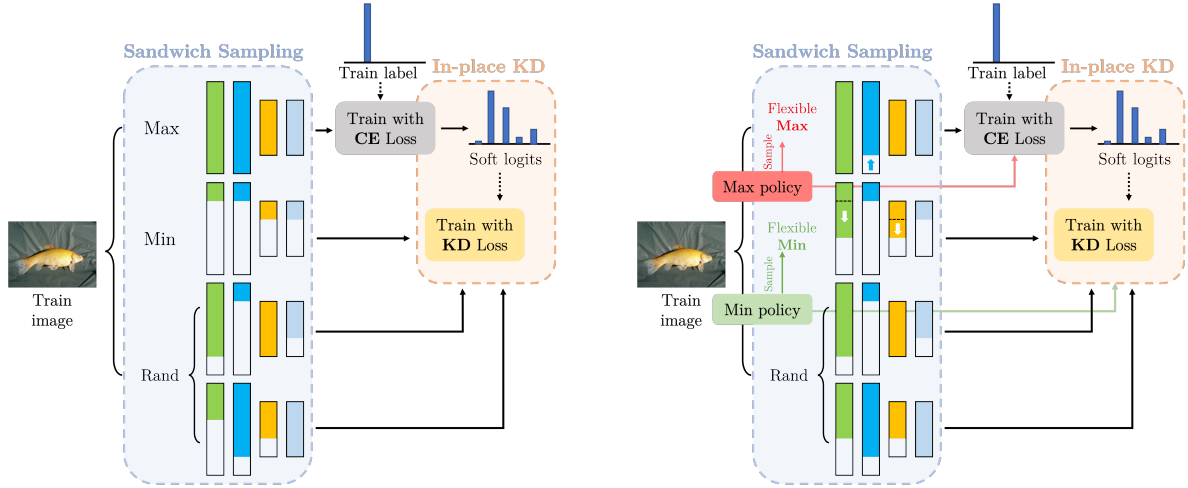 Sandwich Sampling
Train label
In-place KD
Max
Train with
CE Loss
Soft logits
Min
Train with
KD Loss
Train
image
Rand
Sandwich Sampling
Train label
In-place KD
Flexible
Max
Sample
Train with
CE Loss
Soft logits
Max policy
Flexible
Min
Sample
Train with
KD Loss
Train
image
Min policy
Rand